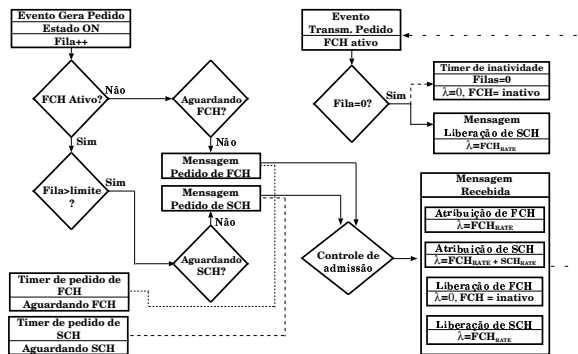 Evento Gera Pedido
Estado ON
Fila++
FCH Ativo?
Não
Aguardando
FCH?
Sim
Não
Mensagem
Pedido de FCH
Fila>limite
?
Sim
Mensagem
Pedido de SCH
Não
Aguardando
SCH?
Timer de pedido de
FCH
Aguardando FCH
Timer de pedido de
SCH
Aguardando SCH
Evento
Transm. Pedido
FCH ativo
Fila=0?
Sim
Timer de inatividade
Filas=0
λ=0, FCH= inativo
Mensagem
Liberação de SCH
λ=FCHRATE
Controle de
admissão
Mensagem
Recebida
Atribuição de FCH
λ=FCHRATE
Atribuição de SCH
λ=FCHRATE + SCHRATE
Liberação de FCH
λ=0, FCH = inativo
Liberação de SCH
λ=FCHRATE